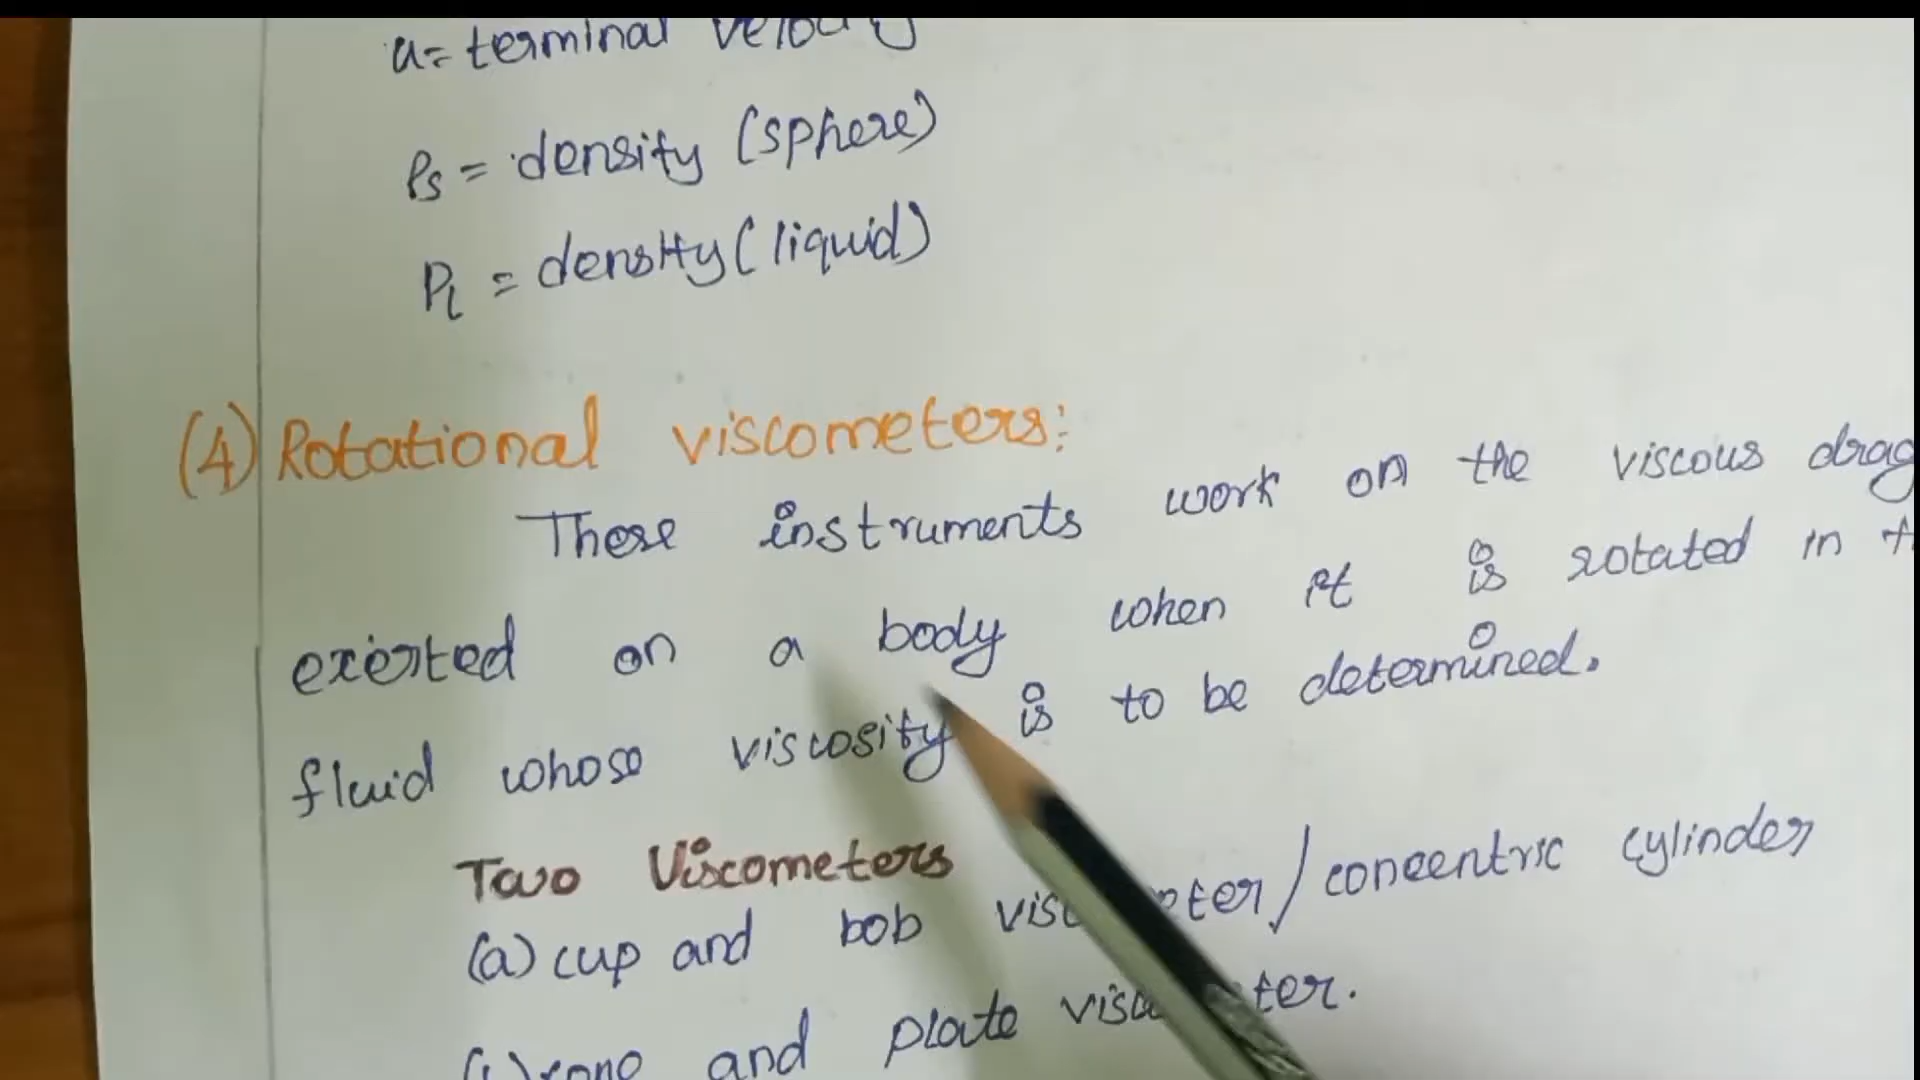 u = terminal velocity
ρs = density (sphere)
ρl = density (liquid)
(4) Rotational viscometers:
These instruments work on the viscous drag
exerted on a body when it is rotated in
fluid whose viscosity is to be determined.
Two Viscometers
(a) cup and bob / concentric cylinder
and plate